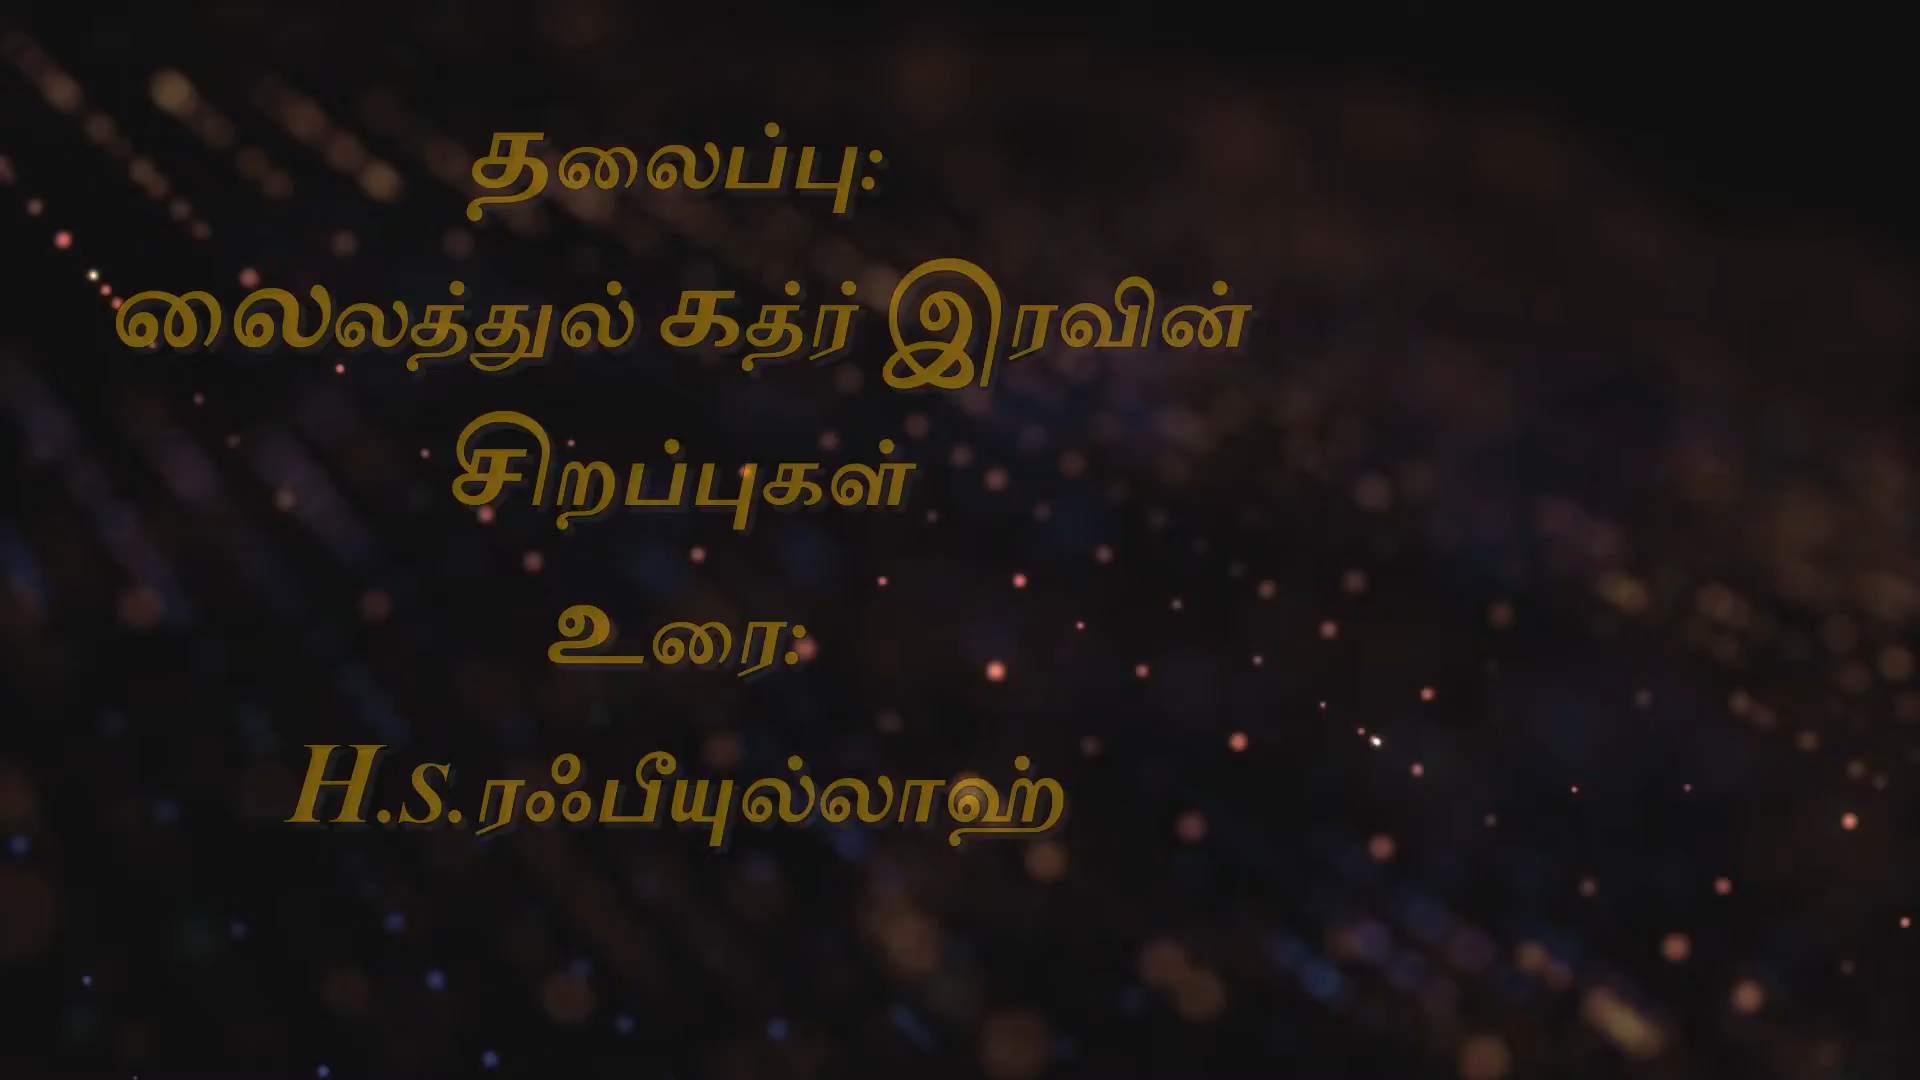 தலைப்பு:
லைலத்துல் கத்ர் இரவின்
சிறப்புகள்
உரை:
H.s.ரஃபீயுல்லாஹ்